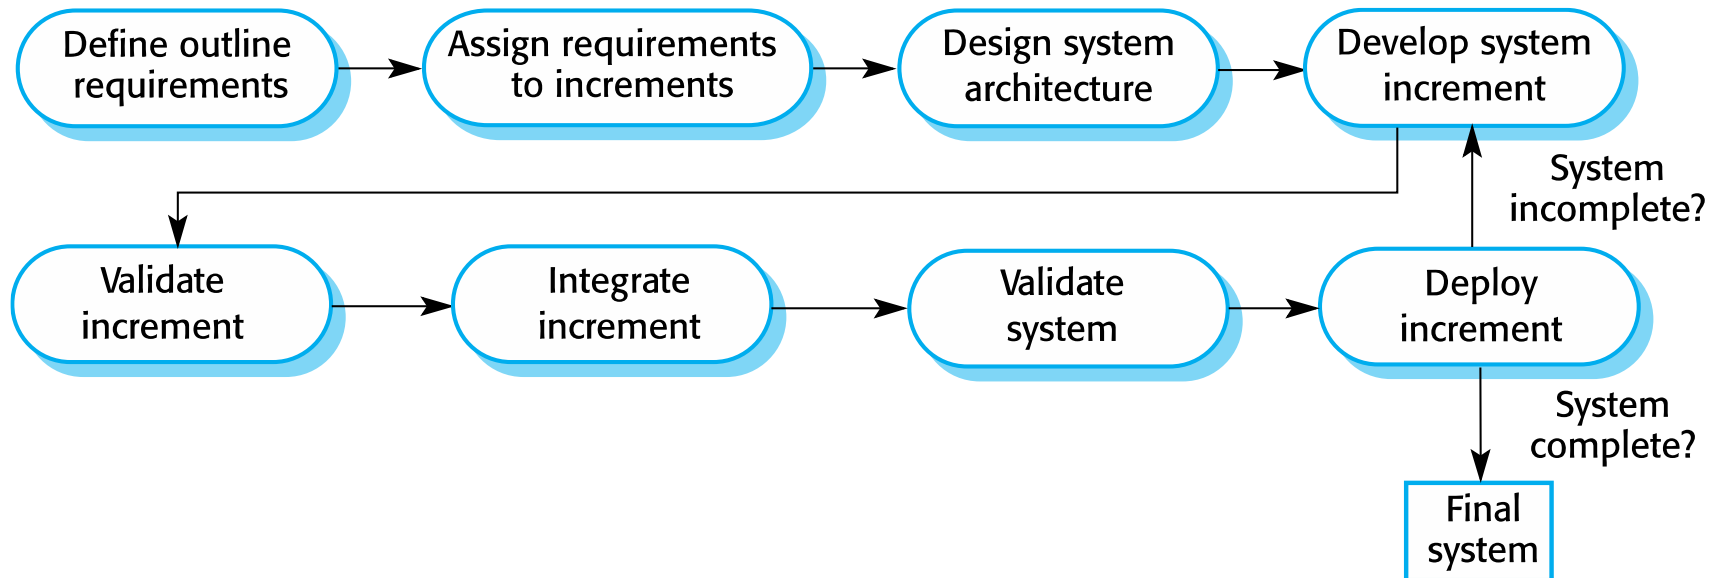 Define outline
requirements
Assign requirements
to increments
Design system
architecture
Develop system
increment
System
incomplete?
Validate
increment
Integrate
increment
Validate
system
Deploy
increment
System
complete?
Final
system